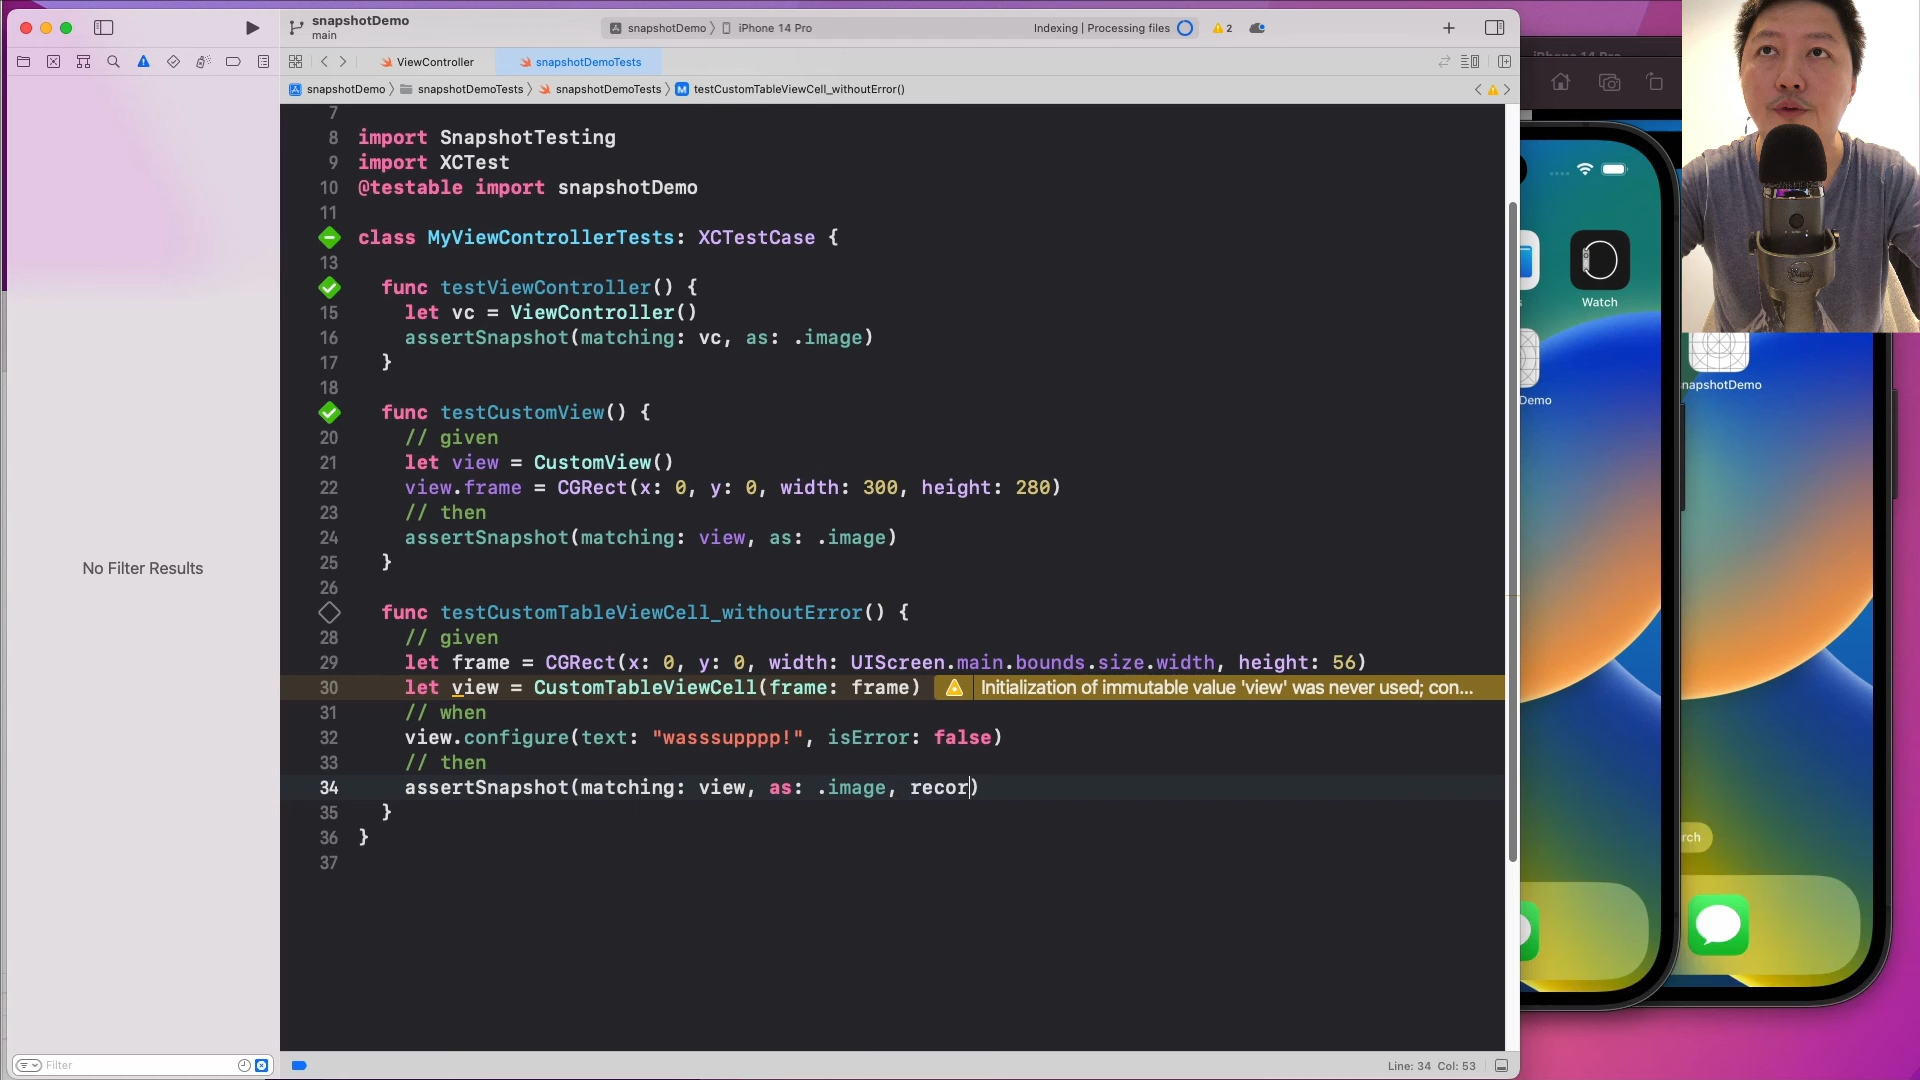 snapshotDemo
main
snapshotDemo
iPhone 14 Pro
Indexing | Processing files
2
ViewController
snapshotDemoTests
snapshotDemo
snapshotDemoTests
snapshotDemoTests
M
testCustomTableViewCell_withoutError()
7
8 import SnapshotTesting
9 import XCTest
10 @testable import snapshotDemo
11
class MyViewControllerTests: XCTestCase {
13
func testViewController() {
15 let vc = ViewController()
16 assertSnapshot(matching: vc, as: .image)
17 }
18
func testCustomView() {
20 // given
21 let view = CustomView()
22 view.frame = CGRect(x: 0, y: 0, width: 300, height: 280)
23 // then
24 assertSnapshot(matching: view, as: .image)
25 }
26
func testCustomTableViewCell_withoutError() {
28 // given
29 let frame = CGRect(x: 0, y: 0, width: UIScreen.main.bounds.size.width, height: 56)
30 let view = CustomTableViewCell(frame: frame) Initialization of immutable value 'view' was never used; con...
31 // when
32 view.configure(text: "wasssupppp!", isError: false)
33 // then
34 assertSnapshot(matching: view, as: .image, recor)
35 }
36 }
37
No Filter Results
Filter
Line: 34 Col: 53
Watch
snapshotDemo
Demo
rch